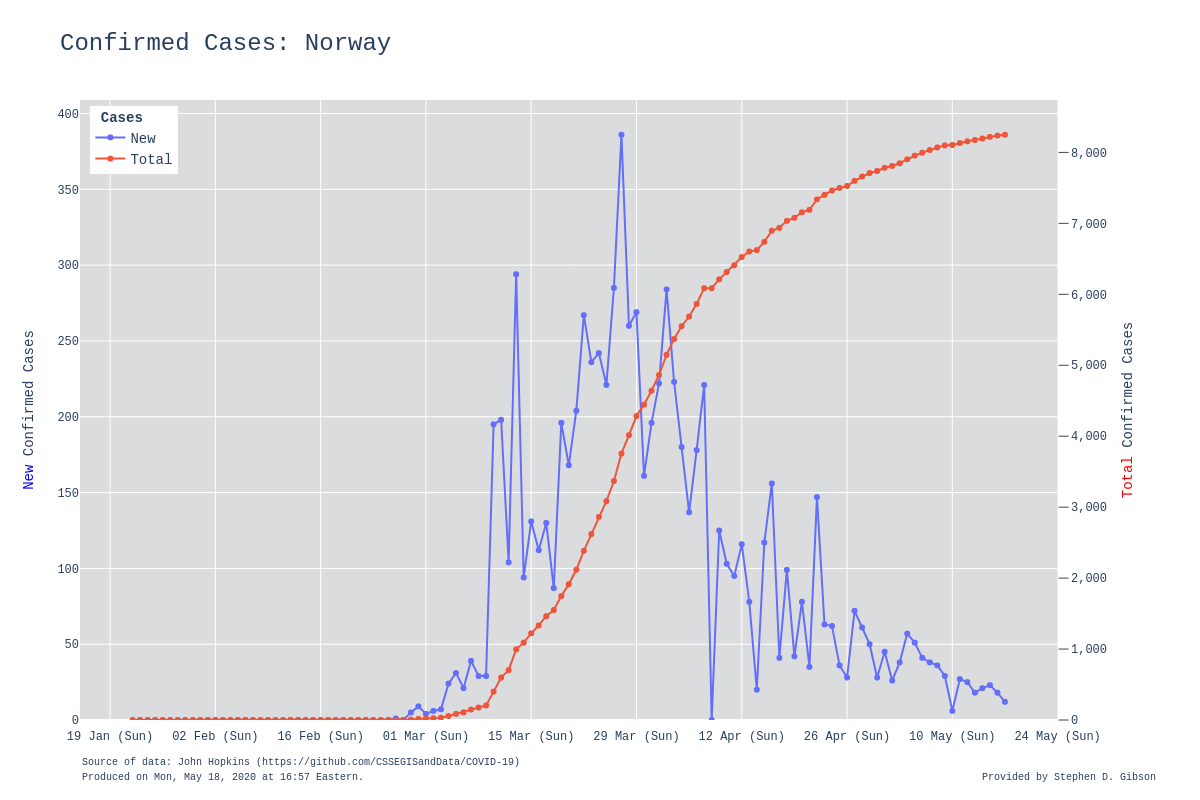 Confirmed Cases: Norway
Cases
New
Total
400
350
300
250
200
150
100
50
0
8,000
7,000
6,000
5,000
4,000
3,000
2,000
1,000
0
New Confirmed Cases
Total Confirmed Cases
19 Jan (Sun) 02 Feb (Sun) 16 Feb (Sun) 01 Mar (Sun) 15 Mar (Sun) 29 Mar (Sun) 12 Apr (Sun) 26 Apr (Sun) 10 May (Sun) 24 May (Sun)
Source of data: John Hopkins (https://github.com/CSSEGISandData/COVID-19)
Produced on Mon, May 18, 2020 at 16:57 Eastern.
Provided by Stephen D. Gibson